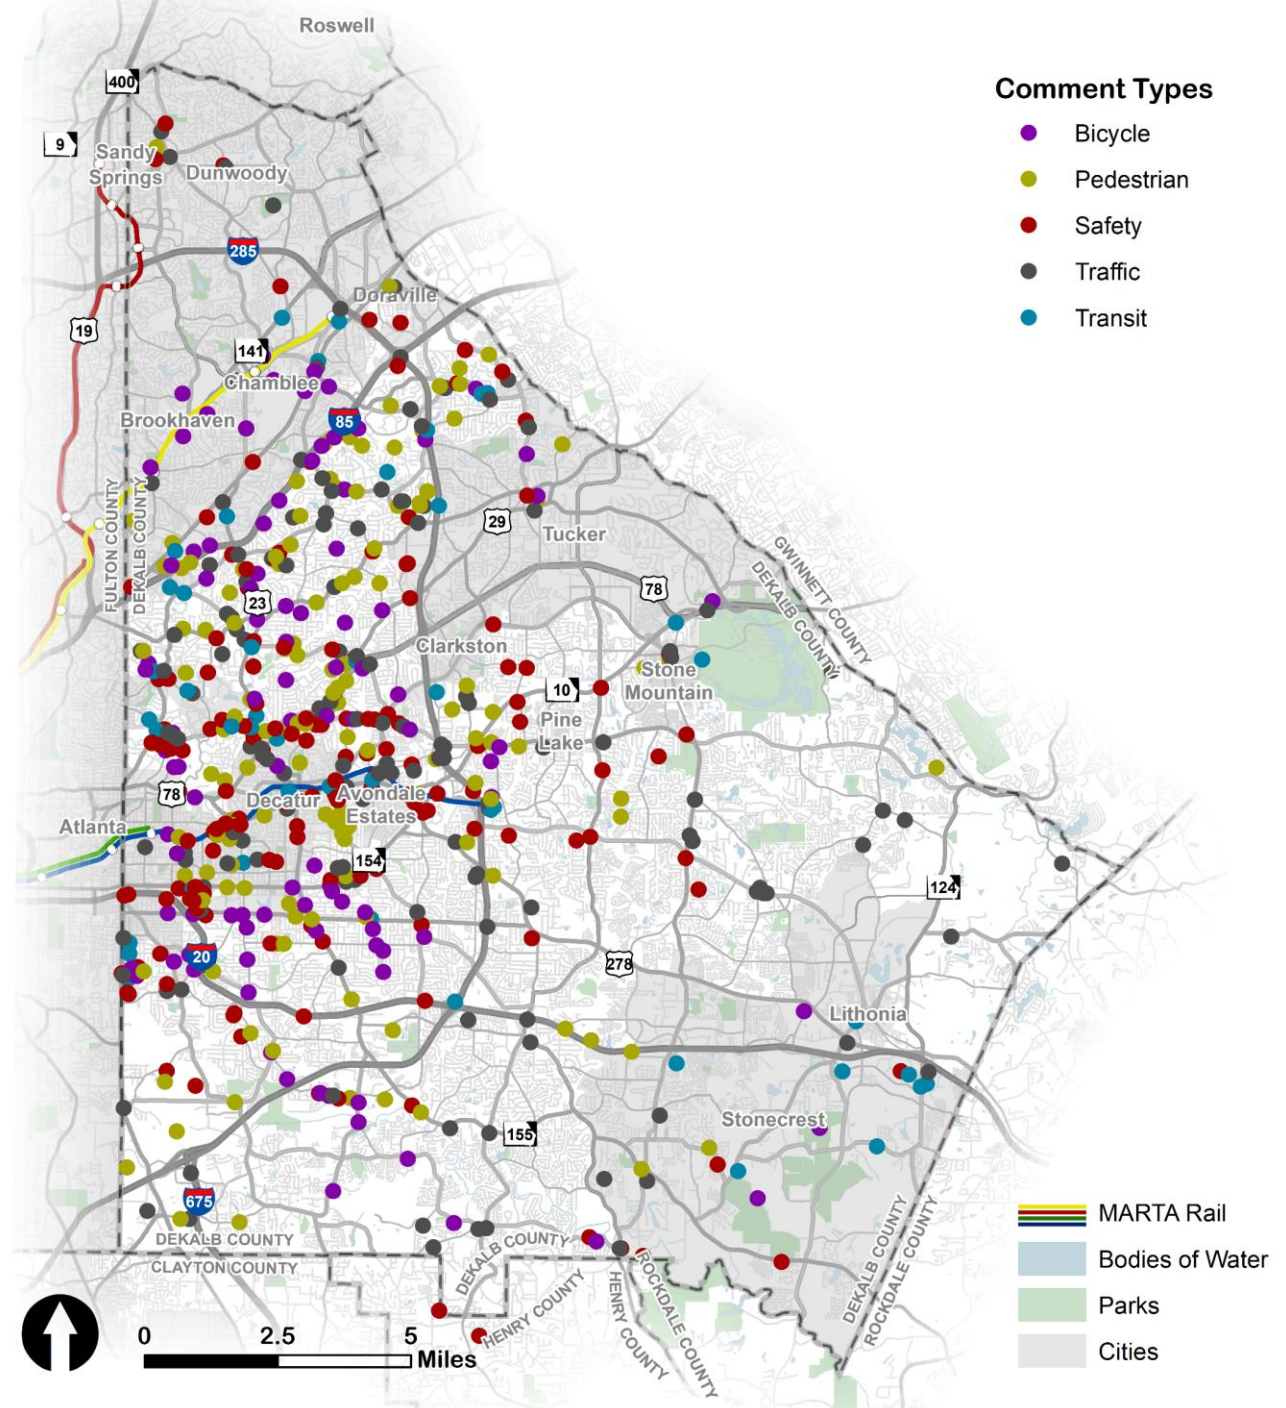 Roswell
400
9
Sandy
Springs
Dunwoody
285
Doraville
19
141
Chamblee
Brookhaven
85
29
Tucker
FULTON COUNTY
DEKALB COUNTY
GWINNETT COUNTY
DEKALB COUNTY
23
78
Clarkston
Stone
Mountain
10
Pine
Lake
78
Decatur
Avondale
Estates
Atlanta
154
124
20
278
Lithonia
Stonecrest
155
675
DEKALB COUNTY
CLAYTON COUNTY
DEKALB COUNTY
HENRY COUNTY
HENRY COUNTY
ROCKDALE COUNTY
DEKALB COUNTY
ROCKDALE COUNTY
Comment Types
Bicycle
Pedestrian
Safety
Traffic
Transit
MARTA Rail
Bodies of Water
Parks
Cities
0 2.5 5
Miles